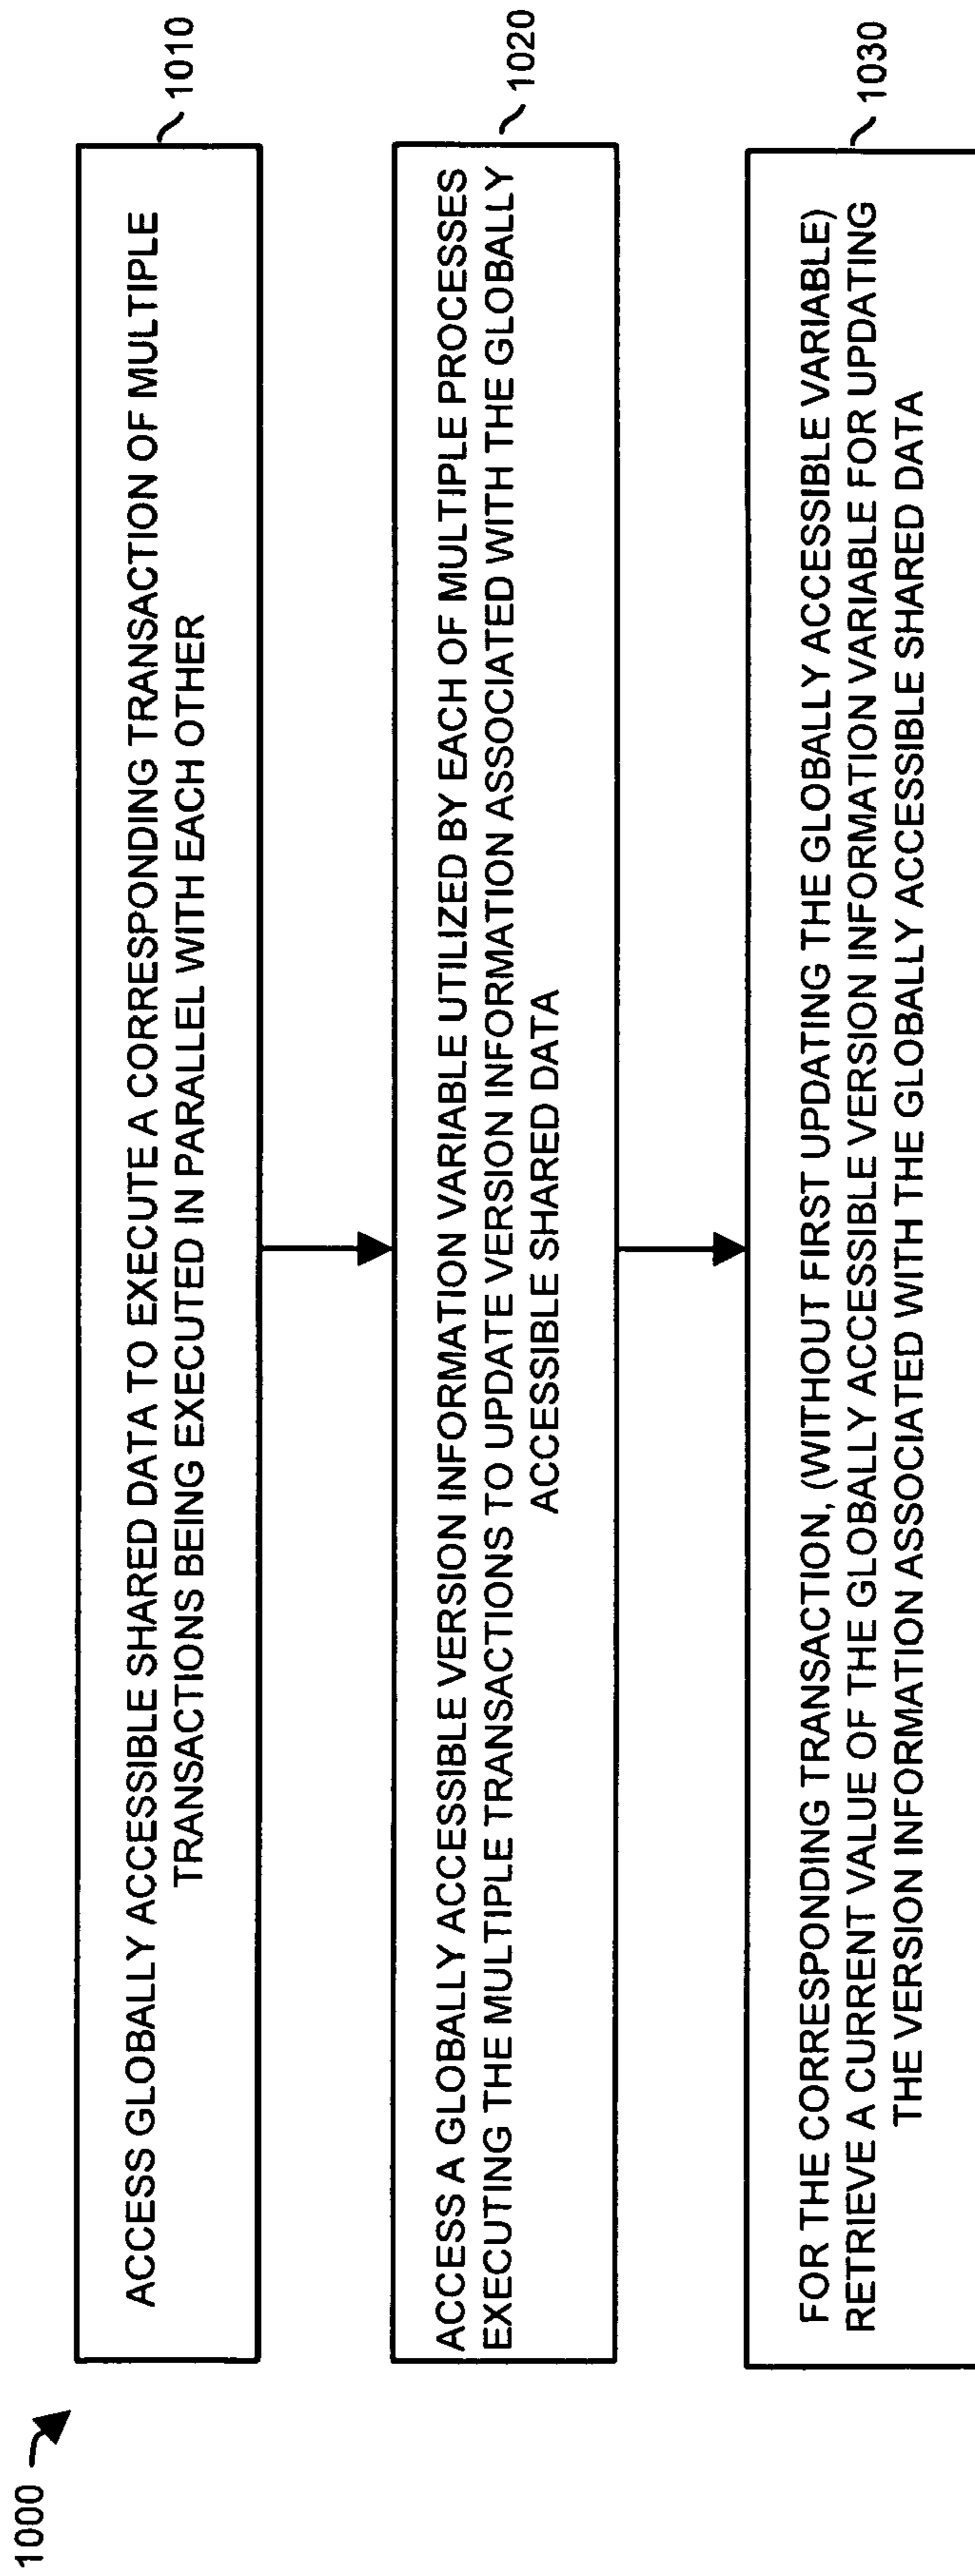 1000
ACCESS GLOBALLY ACCESSIBLE SHARED DATA TO EXECUTE A CORRESPONDING TRANSACTION OF MULTIPLE
TRANSACTIONS BEING EXECUTED IN PARALLEL WITH EACH OTHER
1010
ACCESS A GLOBALLY ACCESSIBLE VERSION INFORMATION VARIABLE UTILIZED BY EACH OF MULTIPLE PROCESSES
EXECUTING THE MULTIPLE TRANSACTIONS TO UPDATE VERSION INFORMATION ASSOCIATED WITH THE GLOBALLY
ACCESSIBLE SHARED DATA
1020
FOR THE CORRESPONDING TRANSACTION, (WITHOUT FIRST UPDATING THE GLOBALLY ACCESSIBLE VARIABLE)
RETRIEVE A CURRENT VALUE OF THE GLOBALLY ACCESSIBLE VERSION INFORMATION VARIABLE FOR UPDATING
THE VERSION INFORMATION ASSOCIATED WITH THE GLOBALLY ACCESSIBLE SHARED DATA
1030